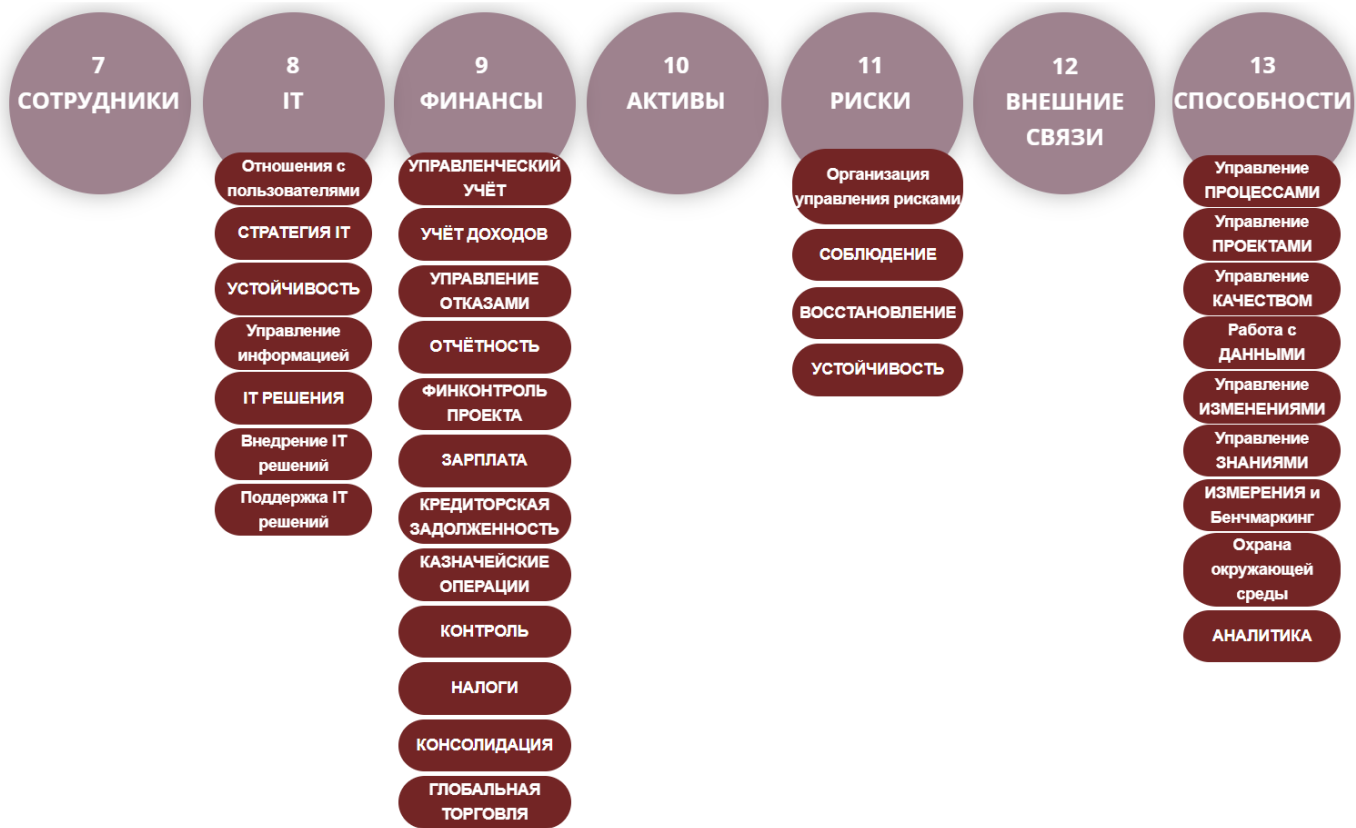 7
СОТРУДНИКИ
8
IT
Отношения с
пользователями
СТРАТЕГИЯ IT
УСТОЙЧИВОСТЬ
Управление
информацией
IT РЕШЕНИЯ
Внедрение IT
решений
Поддержка IT
решений
9
ФИНАНСЫ
УПРАВЛЕНЧЕСКИЙ
УЧЁТ
УЧЁТ ДОХОДОВ
УПРАВЛЕНИЕ
ОТКАЗАМИ
ОТЧЁТНОСТЬ
ФИНКОНТРОЛЬ
ПРОЕКТА
ЗАРПЛАТА
КРЕДИТОРСКАЯ
ЗАДОЛЖЕННОСТЬ
КАЗНАЧЕЙСКИЕ
ОПЕРАЦИИ
КОНТРОЛЬ
НАЛОГИ
КОНСОЛИДАЦИЯ
ГЛОБАЛЬНАЯ
ТОРГОВЛЯ
10
АКТИВЫ
11
РИСКИ
Организация
управления рисками
СОБЛЮДЕНИЕ
ВОССТАНОВЛЕНИЕ
УСТОЙЧИВОСТЬ
12
ВНЕШНИЕ
СВЯЗИ
13
СПОСОБНОСТИ
Управление
ПРОЦЕССАМИ
Управление
ПРОЕКТАМИ
Управление
КАЧЕСТВОМ
Работа с
ДАННЫМИ
Управление
ИЗМЕНЕНИЯМИ
Управление
ЗНАНИЯМИ
ИЗМЕРЕНИЯ и
Бенчмаркинг
Охрана
окружающей
среды
АНАЛИТИКА